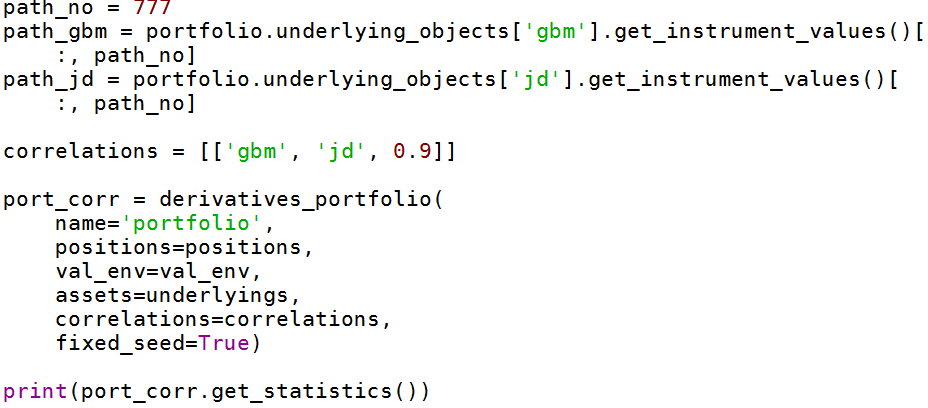 path_no = 777
path_gbm = portfolio.underlying_objects['gbm'].get_instrument_values()[
    :, path_no]
path_jd = portfolio.underlying_objects['jd'].get_instrument_values()[
    :, path_no]

correlations = [['gbm', 'jd', 0.9]]

port_corr = derivatives_portfolio(
    name='portfolio',
    positions=positions,
    val_env=val_env,
    assets=underlyings,
    correlations=correlations,
    fixed_seed=True)

print(port_corr.get_statistics())